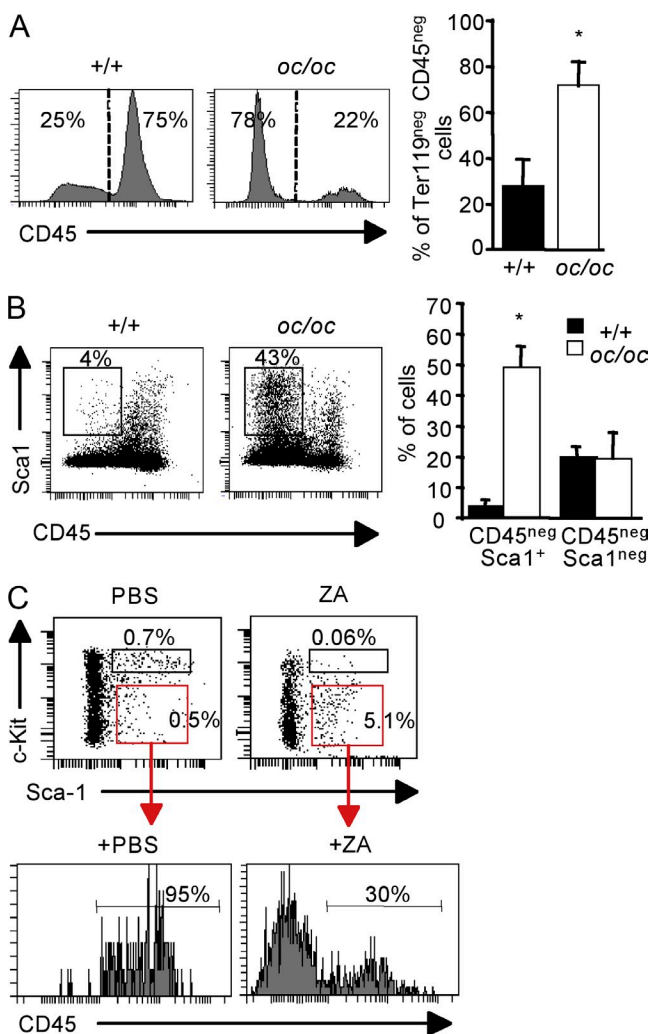 A
+/+
oc/oc
25%
75%
78%
22%
CD45
% of Ter119neg CD45neg
cells
100
80
60
40
20
0
*
+/+
oc/oc
B
+/+
oc/oc
4%
43%
Sca1
CD45
% of cells
70
60
50
40
30
20
10
0
*
+/+
oc/oc
CD45neg CD45neg
Sca1+ Sca1neg
C
PBS
ZA
0.7%
0.06%
0.5%
5.1%
c-Kit
Sca-1
+PBS
+ZA
95%
30%
CD45